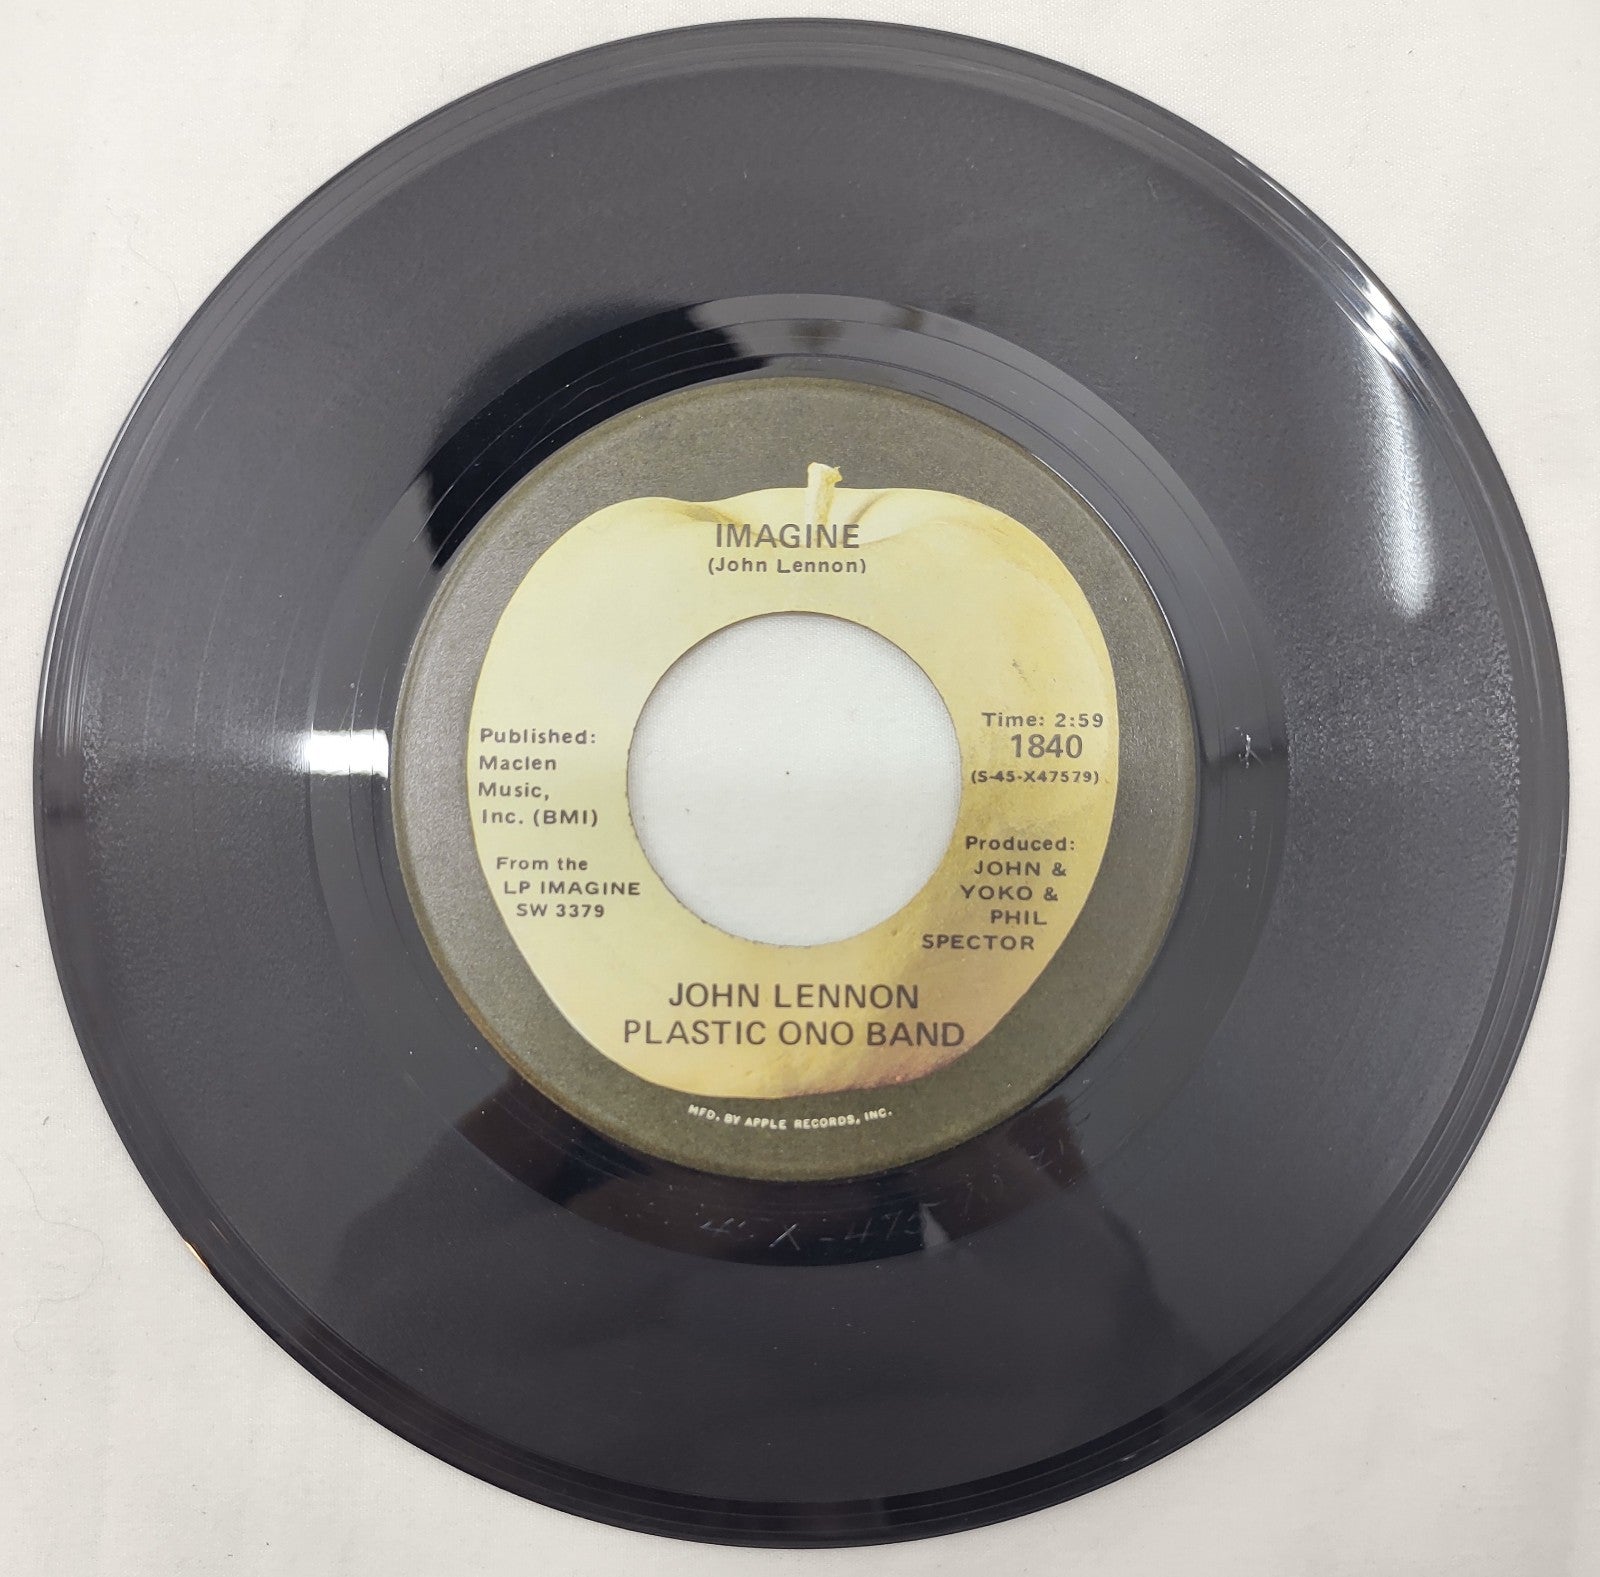 IMAGINE
(John Lennon)
Published:
Maclen
Music,
Inc. (BMI)
From the
LP IMAGINE
SW 3379
Time: 2:59
1840
(S-45-X47579)
Produced:
JOHN &
YOKO &
PHIL
SPECTOR
JOHN LENNON
PLASTIC ONO BAND
MFD. BY APPLE RECORDS, INC.